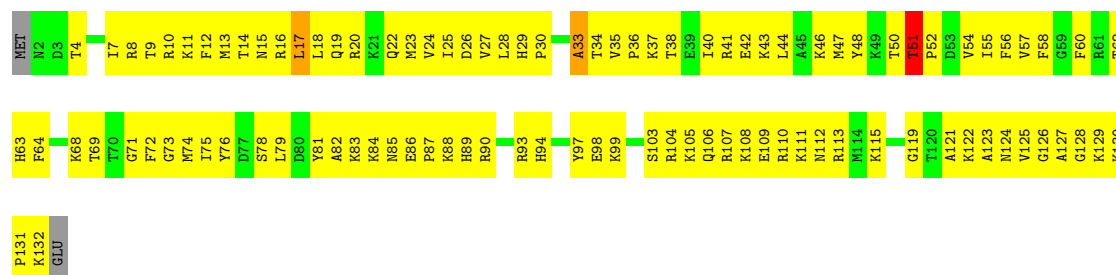 MET N2 D3 T4 I7 R8 T9 R10 K11 F12 M13 T14 N15 R16 L17 L18 Q19 R20 K21 Q22 M23 V24 I25 D26 V27 L28 H29 P30 A33 T34 V35 P36 K37 T38 E39 I40 R41 E42 K43 L44 A45 K46 M47 Y48 K49 T50 T51 P52 D53 V54 I55 F56 V57 F58 G59 F60 R61
H63 F64 K68 T69 T70 G71 F72 G73 M74 I75 Y76 D77 S78 L79 D80 Y81 A82 K83 K84 N85 E86 P87 K88 H89 R90 R93 H94 Y97 E98 K99 S103 R104 K105 Q106 R107 K108 E109 R110 K111 N112 R113 M114 K115 G119 T120 A121 K122 A123 N124 V125 G126 A127 G128 K129
P131 K132 GLU